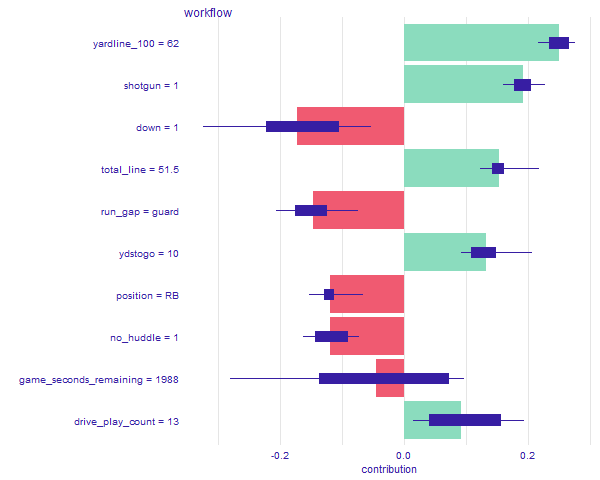 workflow
yardline_100 = 62
shotgun = 1
down = 1
total_line = 51.5
run_gap = guard
ydstogo = 10
position = RB
no_huddle = 1
game_seconds_remaining = 1988
drive_play_count = 13
-0.2 0.0 0.2
contribution